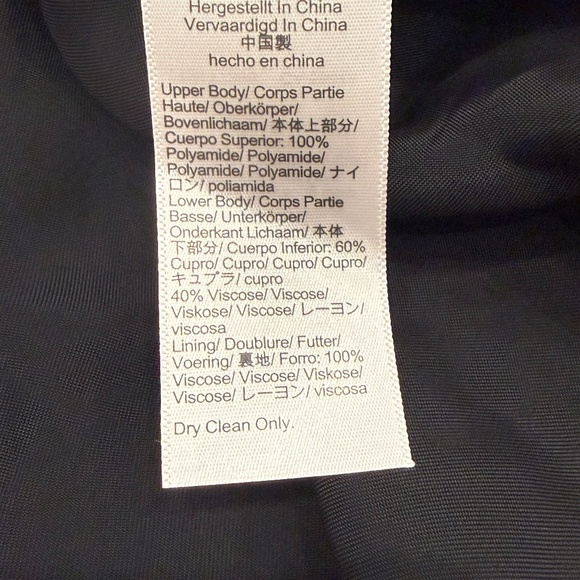 Hergestellt In China
Vervaardigd In China
中国製
hecho en china
Upper Body/ Corps Partie
Haute/ Oberkörper/
Bovenlichaam/ 本体上部分/
Cuerpo Superior: 100%
Polyamide/ Polyamide/
Polyamide/ Polyamide/ ナイ
ロン/ poliamida
Lower Body/ Corps Partie
Basse/ Unterkörper/
Onderkant Lichaam/ 本体
下部分/ Cuerpo Inferior: 60%
Cupro/ Cupro/ Cupro/ Cupro/
キュプラ/ cupro
40% Viscose/ Viscose/
Viskose/ Viscose/ レーヨン/
viscosa
Lining/ Doublure/ Futter/
Voering/ 裏地/ Forro: 100%
Viscose/ Viscose/ Viskose/
Viscose/ レーヨン/ viscosa
Dry Clean Only.